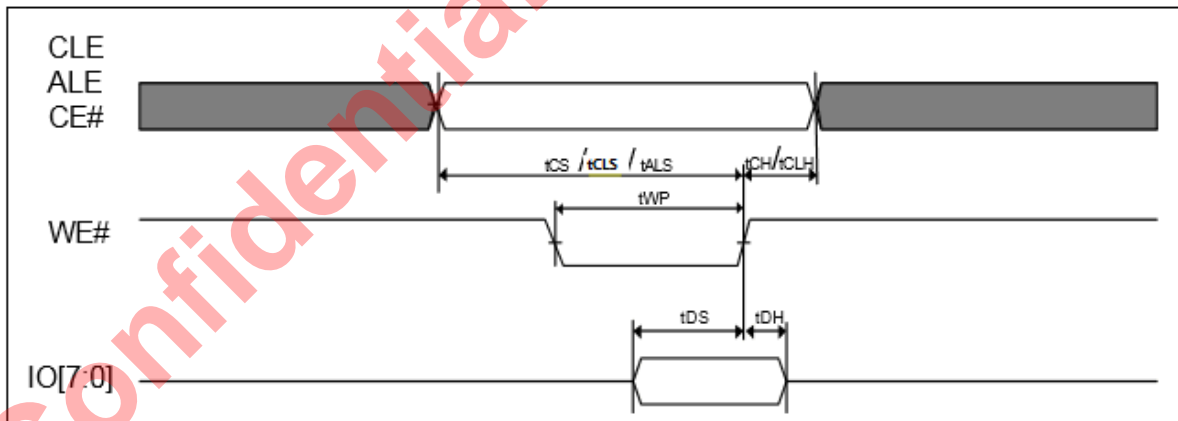 CLE
ALE
CE#
tCS / tCLS / tALS
tCH/tCLH
tWP
WE#
tDS
tDH
IO[7:0]
Confidential